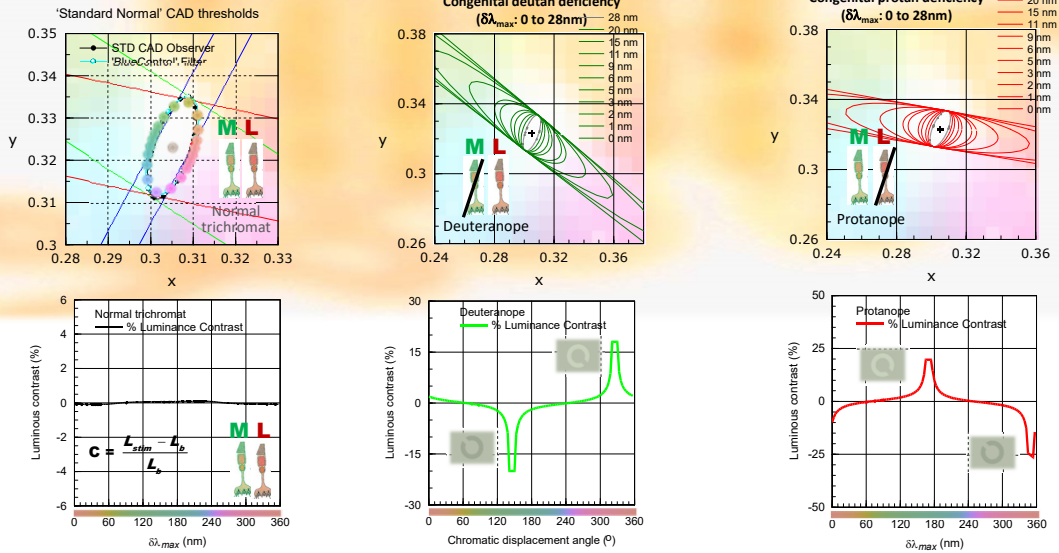 'Standard Normal' CAD thresholds
0.35
0.34
0.33
0.32
0.31
0.3
y
STD CAD Observer
'BlueControl' Filter
M L
Normal
trichromat
0.28 0.29 0.3 0.31 0.32 0.33
x
Congenital deutan deficiency
(δλmax: 0 to 28nm)
28 nm
20 nm
15 nm
11 nm
9 nm
6 nm
5 nm
3 nm
2 nm
1 nm
0 nm
0.38
0.34
0.3
0.26
y
M L
Deuteranope
0.24 0.28 0.32 0.36
x
Congenital protan deficiency
(δλmax: 0 to 28nm)
20 nm
15 nm
11 nm
9 nm
6 nm
5 nm
3 nm
2 nm
1 nm
0 nm
0.38
0.34
0.3
0.26
y
M L
Protanope
0.24 0.28 0.32 0.36
x
6
4
2
0
-2
-4
-6
Luminous contrast (%)
Normal trichromat
% Luminance Contrast
C = (Lstim − Lb) / Lb
M L
0 60 120 180 240 300 360
δλmax (nm)
30
15
0
-15
-30
Luminous contrast (%)
Deuteranope
% Luminance Contrast
0 60 120 180 240 300 360
Chromatic displacement angle (º)
50
25
0
-25
-50
Luminous contrast (%)
Protanope
% Luminance Contrast
0 60 120 180 240 300 360
δλmax (nm)